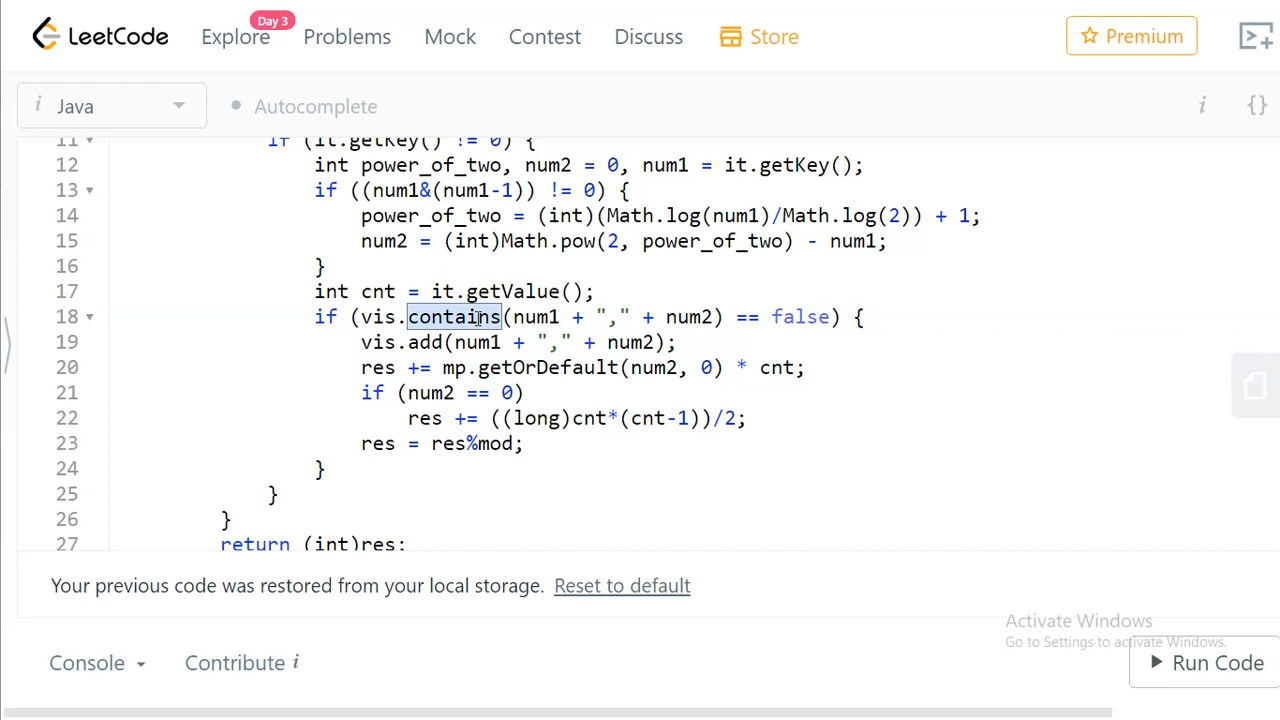 Day 3
LeetCode Explore Problems Mock Contest Discuss Store Premium
i Java Autocomplete i {}
11 if (it.getKey() != 0) {
12 int power_of_two, num2 = 0, num1 = it.getKey();
13 if ((num1&(num1-1)) != 0) {
14 power_of_two = (int)(Math.log(num1)/Math.log(2)) + 1;
15 num2 = (int)Math.pow(2, power_of_two) - num1;
16 }
17 int cnt = it.getValue();
18 if (vis.contains(num1 + "," + num2) == false) {
19 vis.add(num1 + "," + num2);
20 res += mp.getOrDefault(num2, 0) * cnt;
21 if (num2 == 0)
22 res += ((long)cnt*(cnt-1))/2;
23 res = res%mod;
24 }
25 }
26 }
27 return (int)res;
Your previous code was restored from your local storage. Reset to default
Activate Windows
Go to Settings to activate Windows.
Console Contribute i Run Code